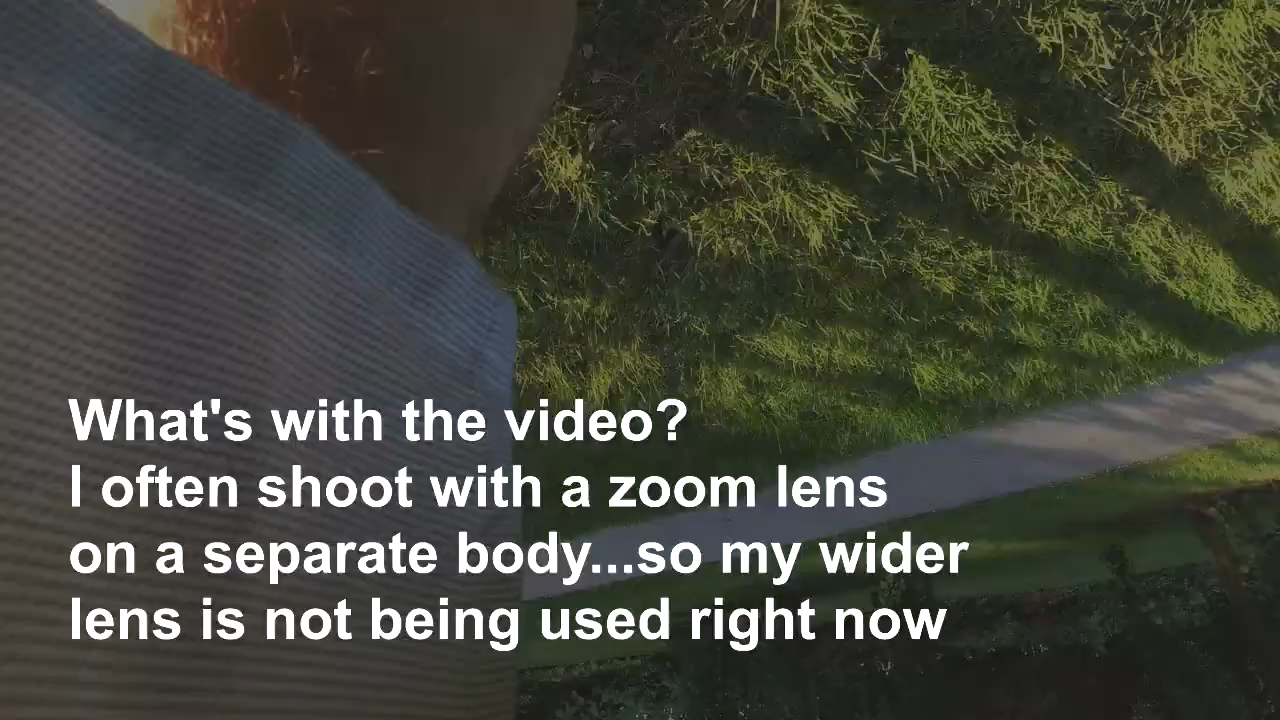 What's with the video?
I often shoot with a zoom lens
on a separate body...so my wider
lens is not being used right now